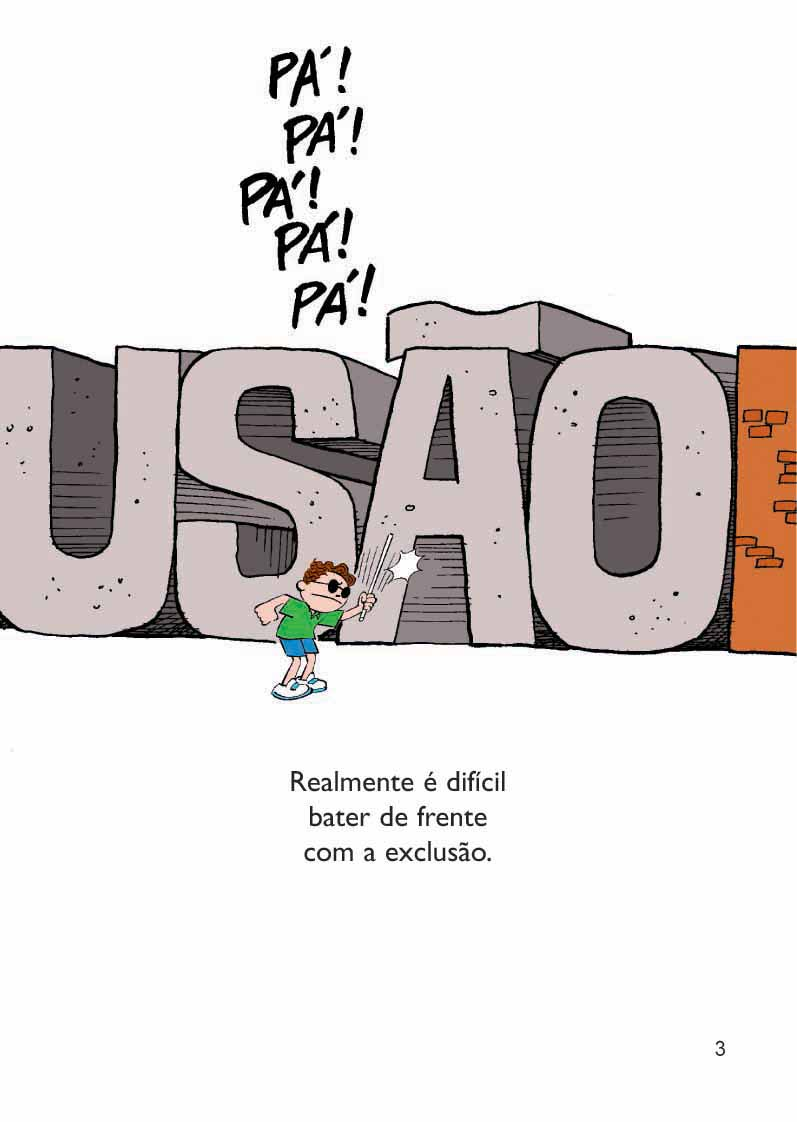 PÁ!
PÁ!
PÁ!
PÁ!
PÁ!
USÃO
Realmente é difícil
bater de frente
com a exclusão.
3